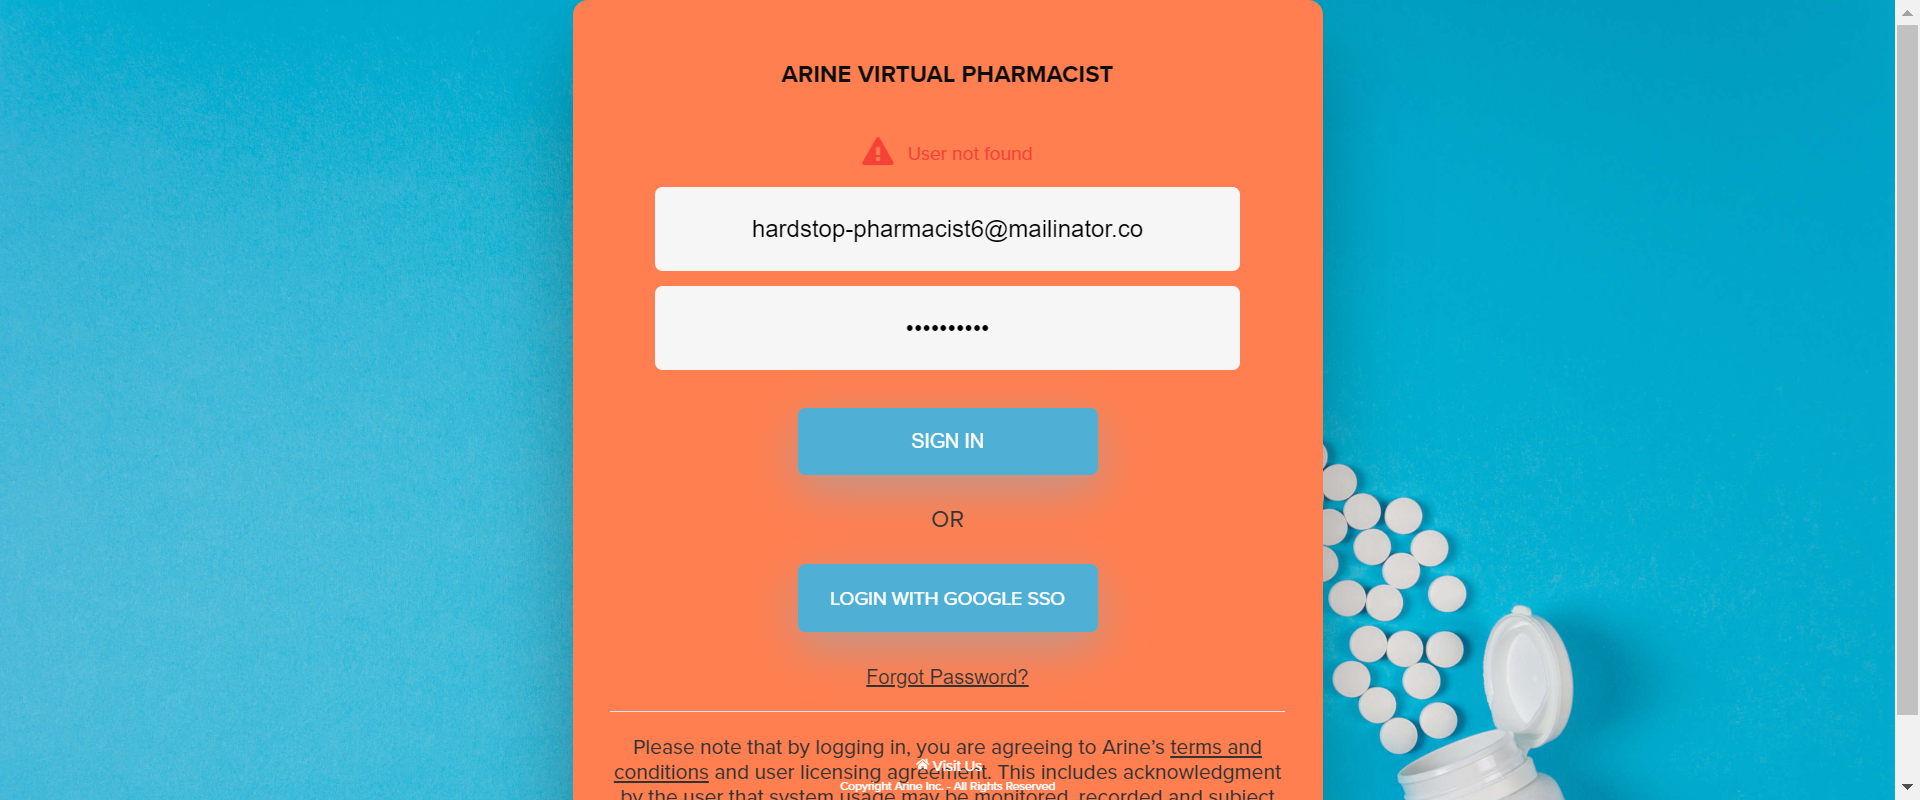 ARINE VIRTUAL PHARMACIST
User not found
hardstop-pharmacist6@mailinator.co
••••••••••
SIGN IN
OR
LOGIN WITH GOOGLE SSO
Forgot Password?
Please note that by logging in, you are agreeing to Arine’s terms and
conditions and user licensing agreement. This includes acknowledgment
Visit Us
by the user that system usage may be monitored, recorded and subject
Copyright Arine Inc. - All Rights Reserved